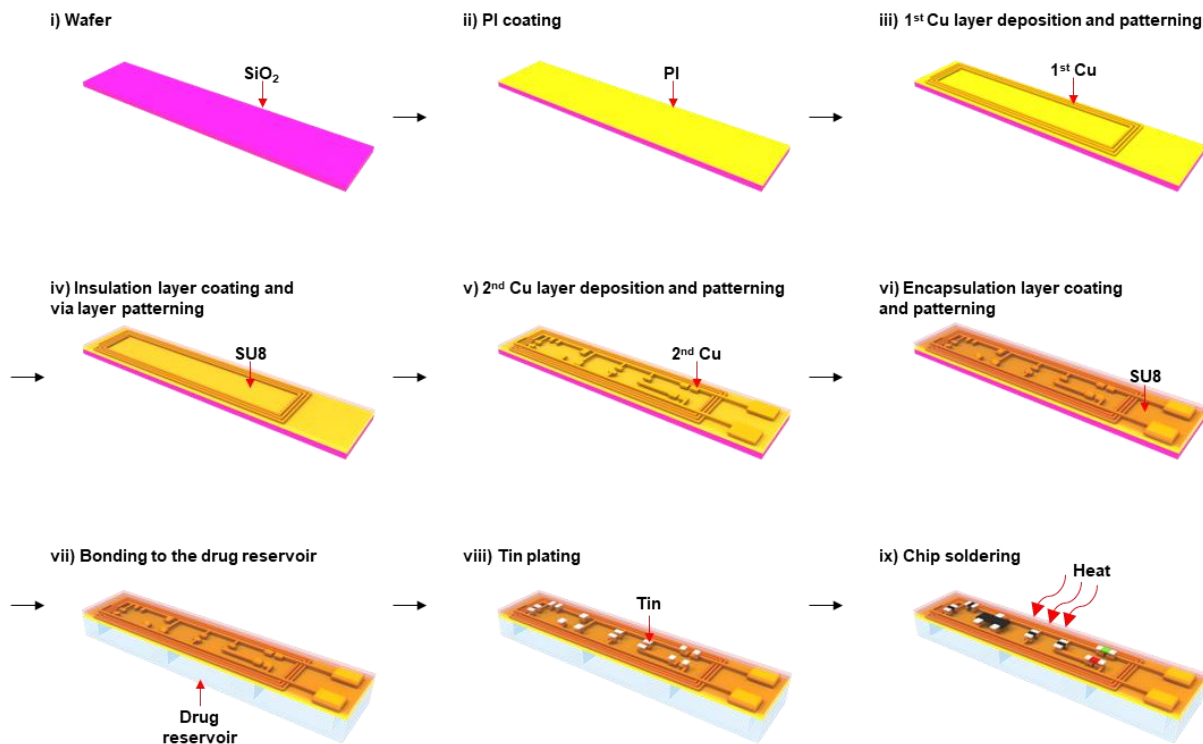 i) Wafer
SiO₂
ii) PI coating
PI
iii) 1ˢᵗ Cu layer deposition and patterning
1ˢᵗ Cu
iv) Insulation layer coating and
via layer patterning
SU8
v) 2ⁿᵈ Cu layer deposition and patterning
2ⁿᵈ Cu
vi) Encapsulation layer coating
and patterning
SU8
vii) Bonding to the drug reservoir
Drug
reservoir
viii) Tin plating
Tin
ix) Chip soldering
Heat